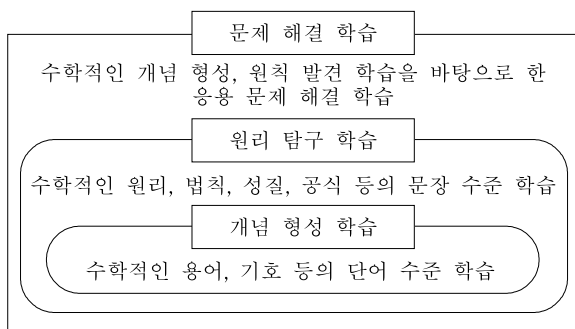 문제 해결 학습
수학적인 개념 형성, 원칙 발견 학습을 바탕으로 한
응용 문제 해결 학습
원리 탐구 학습
수학적인 원리, 법칙, 성질, 공식 등의 문장 수준 학습
개념 형성 학습
수학적인 용어, 기호 등의 단어 수준 학습